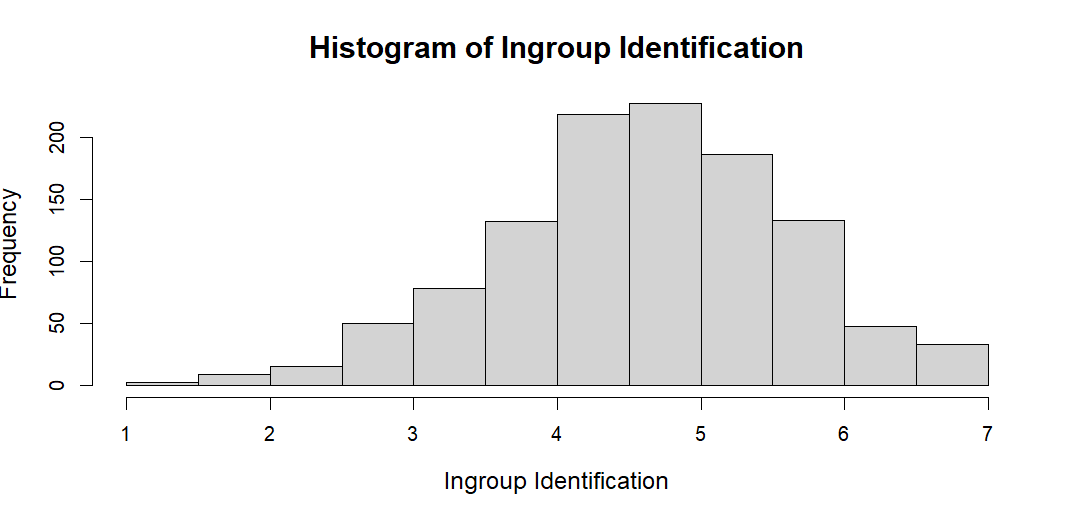 Histogram of Ingroup Identification
Frequency
200
150
100
50
0
1 2 3 4 5 6 7
Ingroup Identification